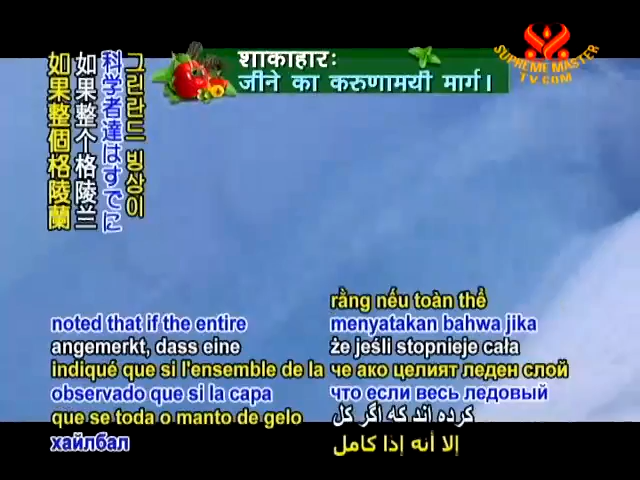 शाकाहार:
जीने का करुणामयी मार्ग।
SUPREME MASTER
TV.COM
그린란드 빙상이
科学者達はすでに
如果整个格陵兰
如果整個格陵蘭
noted that if the entire
angemerkt, dass eine
indiqué que si l'ensemble de la
observado que si la capa
que se toda o manto de gelo
хайлбал
rằng nếu toàn thể
menyatakan bahwa jika
że jeśli stopnieje cała
че ако целият леден слой
что если весь ледовый
کرده اند که اگر کل
إلا أنه إذا كامل